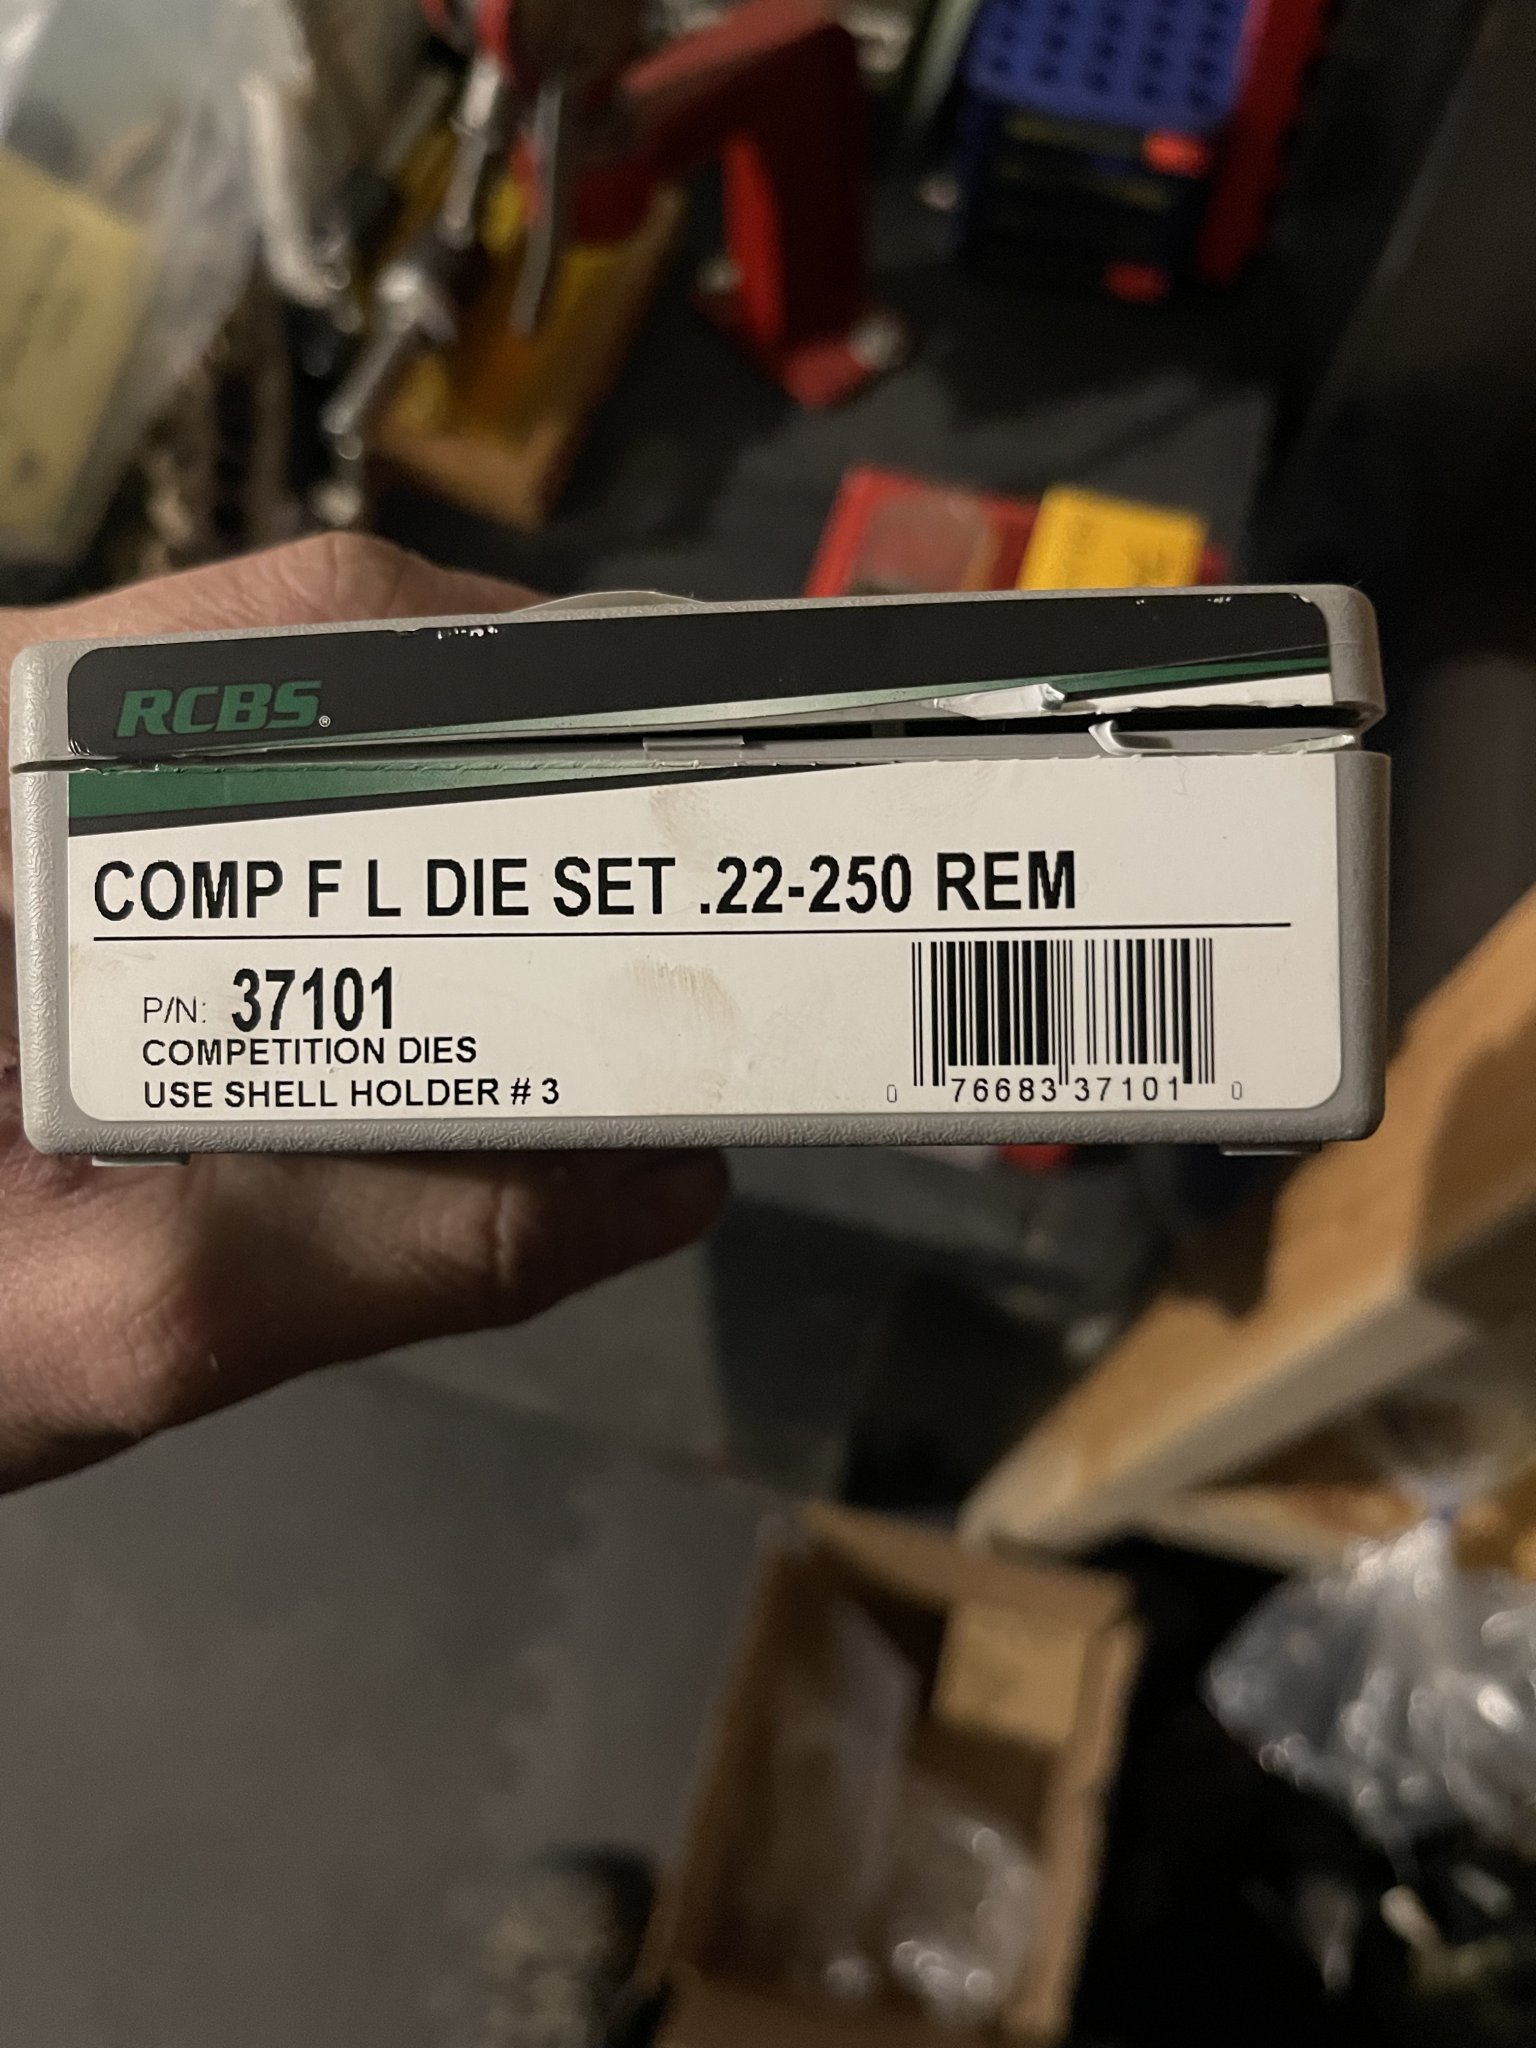 RCBS®
COMP F L DIE SET .22-250 REM
P/N: 37101
COMPETITION DIES
USE SHELL HOLDER # 3
0 76683 37101 0